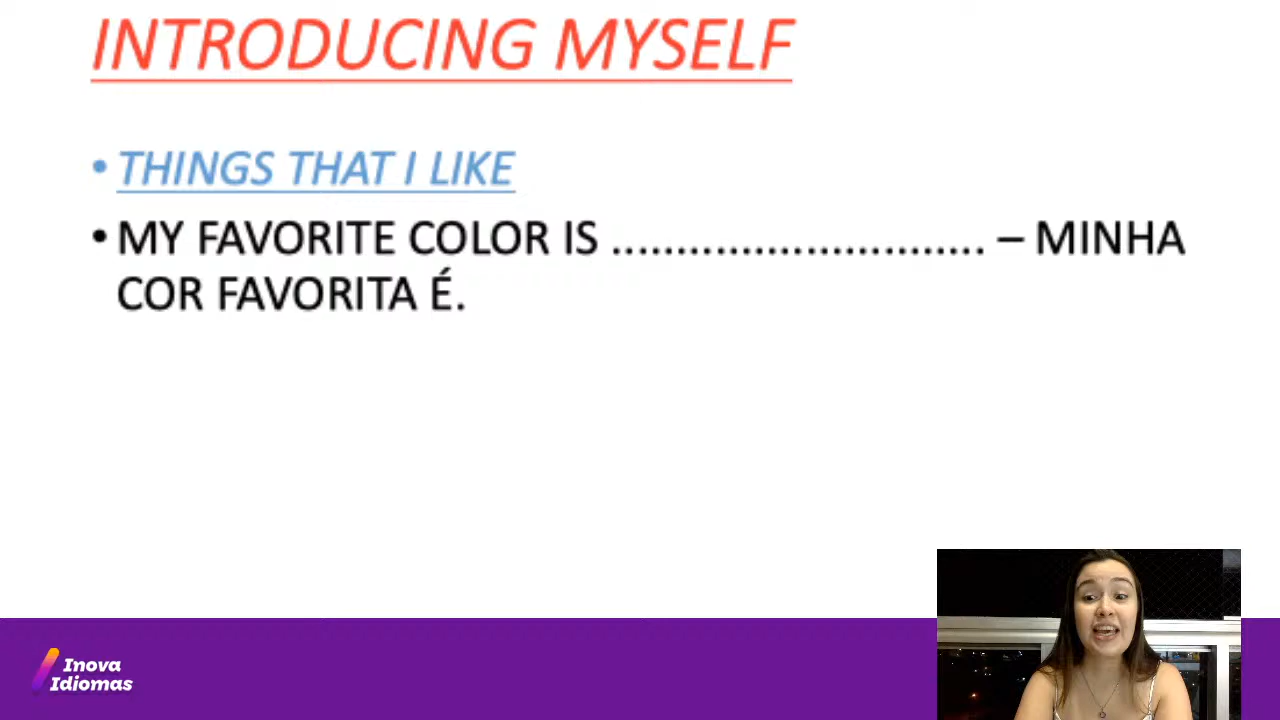 INTRODUCING MYSELF
• THINGS THAT I LIKE
• MY FAVORITE COLOR IS ............................. – MINHA
COR FAVORITA É.
Inova
Idiomas